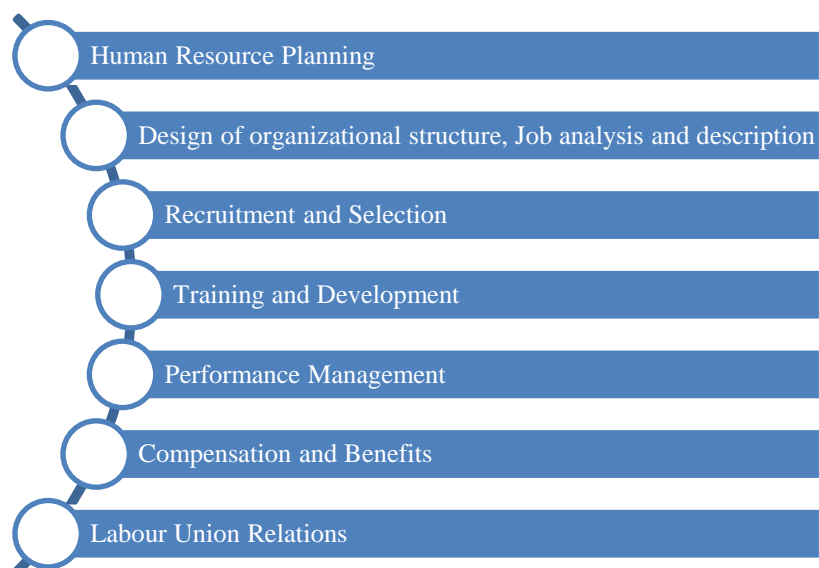 Human Resource Planning
Design of organizational structure, Job analysis and description
Recruitment and Selection
Training and Development
Performance Management
Compensation and Benefits
Labour Union Relations